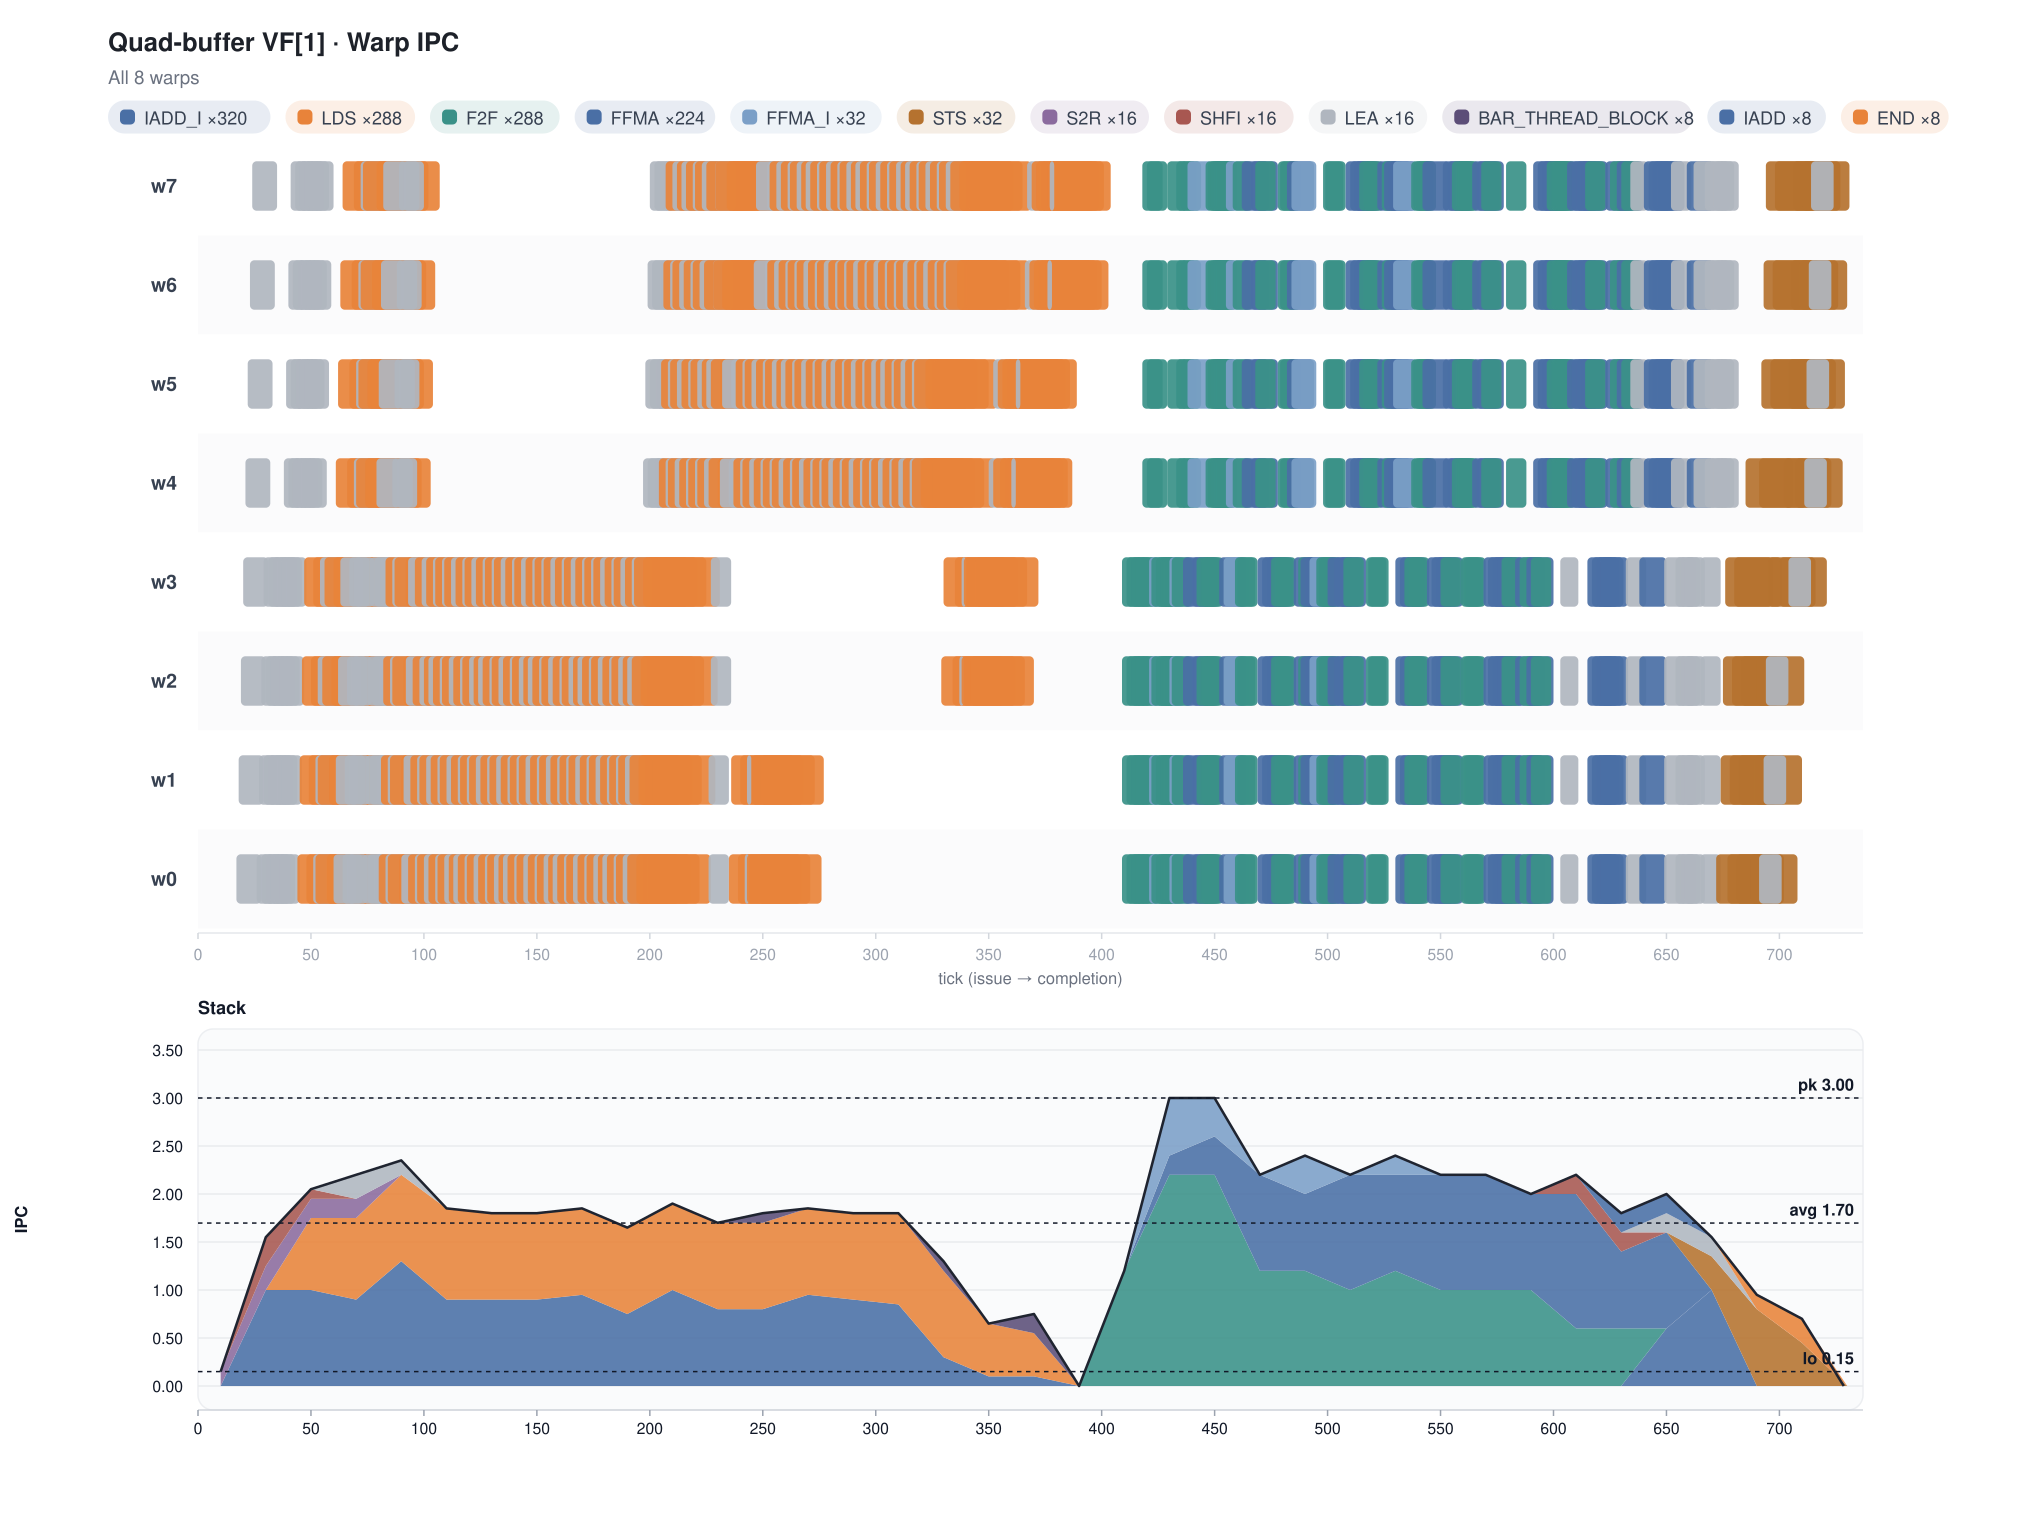 Quad-buffer VF[1] · Warp IPC
All 8 warps
IADD_I ×320 LDS ×288 F2F ×288 FFMA ×224 FFMA_I ×32 STS ×32 S2R ×16 SHFI ×16 LEA ×16 BAR_THREAD_BLOCK ×8 IADD ×8 END ×8
w7
w6
w5
w4
w3
w2
w1
w0
0 50 100 150 200 250 300 350 400 450 500 550 600 650 700
tick (issue → completion)
Stack
3.50
pk 3.00
3.00
2.50
2.00
avg 1.70
1.50
1.00
0.50
lo 0.15
0.00
IPC
0 50 100 150 200 250 300 350 400 450 500 550 600 650 700